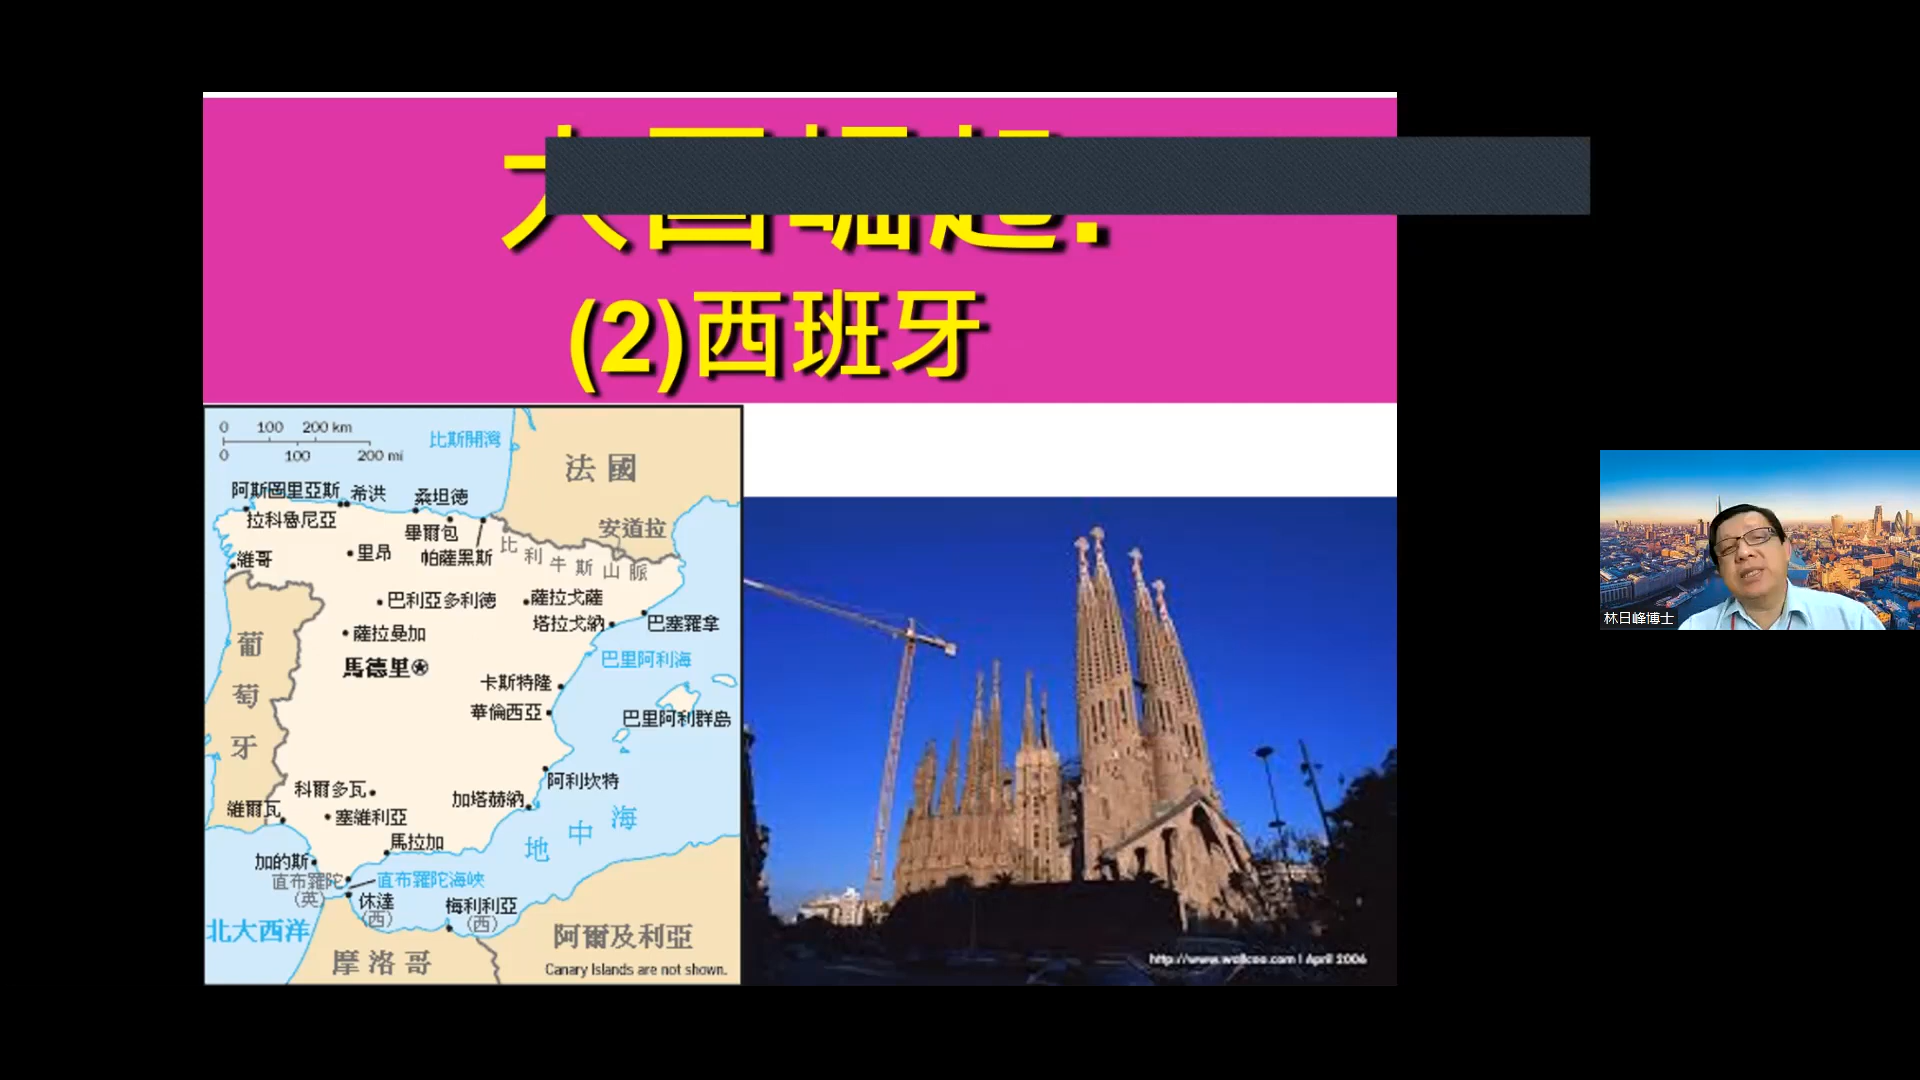 大国崛起:
(2)西班牙
0 100 200 km
0 100 200 mi
比斯開灣
法國
阿斯圖里亞斯
希洪
桑坦德
拉科魯尼亞
畢爾包
安道拉
里昂
帕薩黑斯
比利牛斯山脈
維哥
巴利亞多利德
薩拉戈薩
塔拉戈納
巴塞羅拿
薩拉曼加
葡萄牙
馬德里
巴里阿利海
卡斯特隆
華倫西亞
巴里阿利群島
阿利坎特
科爾多瓦
加塔赫納
維爾瓦
塞維利亞
地中海
馬拉加
加的斯
直布羅陀
(英)
直布羅陀海峽
休達
(西)
梅利利亞
(西)
北大西洋
摩洛哥
阿爾及利亞
Canary Islands are not shown.
http://www.wallcoo.com | April 2006
林日峰博士